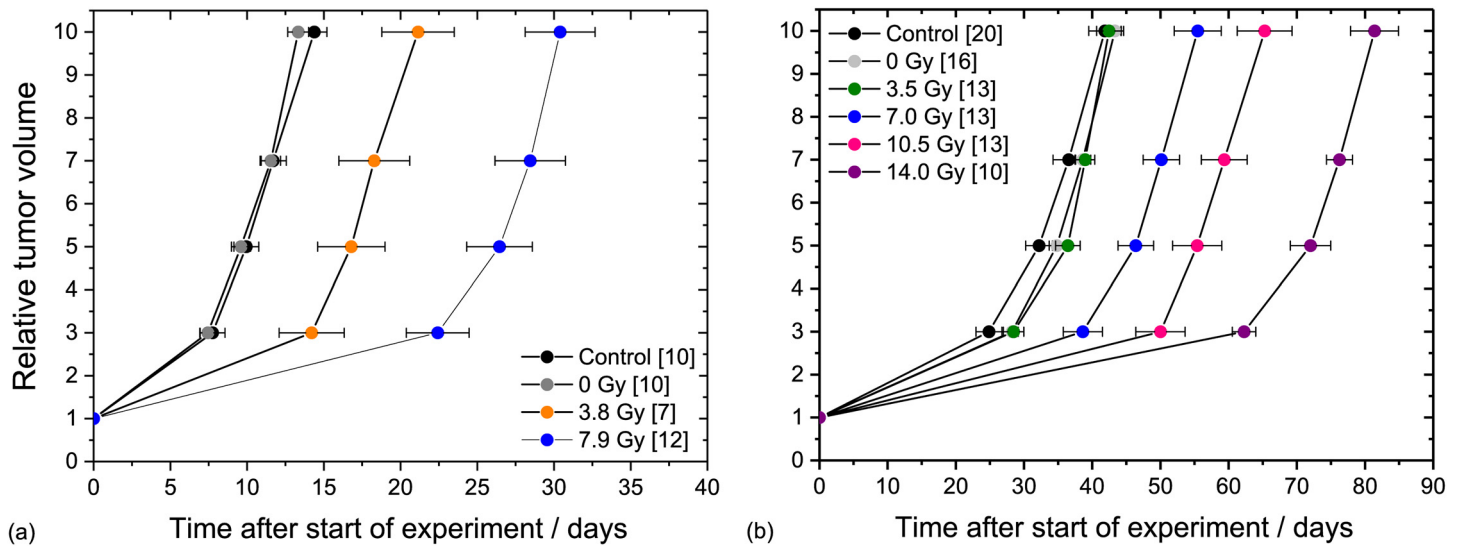 Relative tumor volume
10
9
8
7
6
5
4
3
2
1
0
Control [10]
0 Gy [10]
3.8 Gy [7]
7.9 Gy [12]
0 5 10 15 20 25 30 35 40
(a) Time after start of experiment / days
10
9
8
7
6
5
4
3
2
1
0
Control [20]
0 Gy [16]
3.5 Gy [13]
7.0 Gy [13]
10.5 Gy [13]
14.0 Gy [10]
0 10 20 30 40 50 60 70 80 90
(b) Time after start of experiment / days